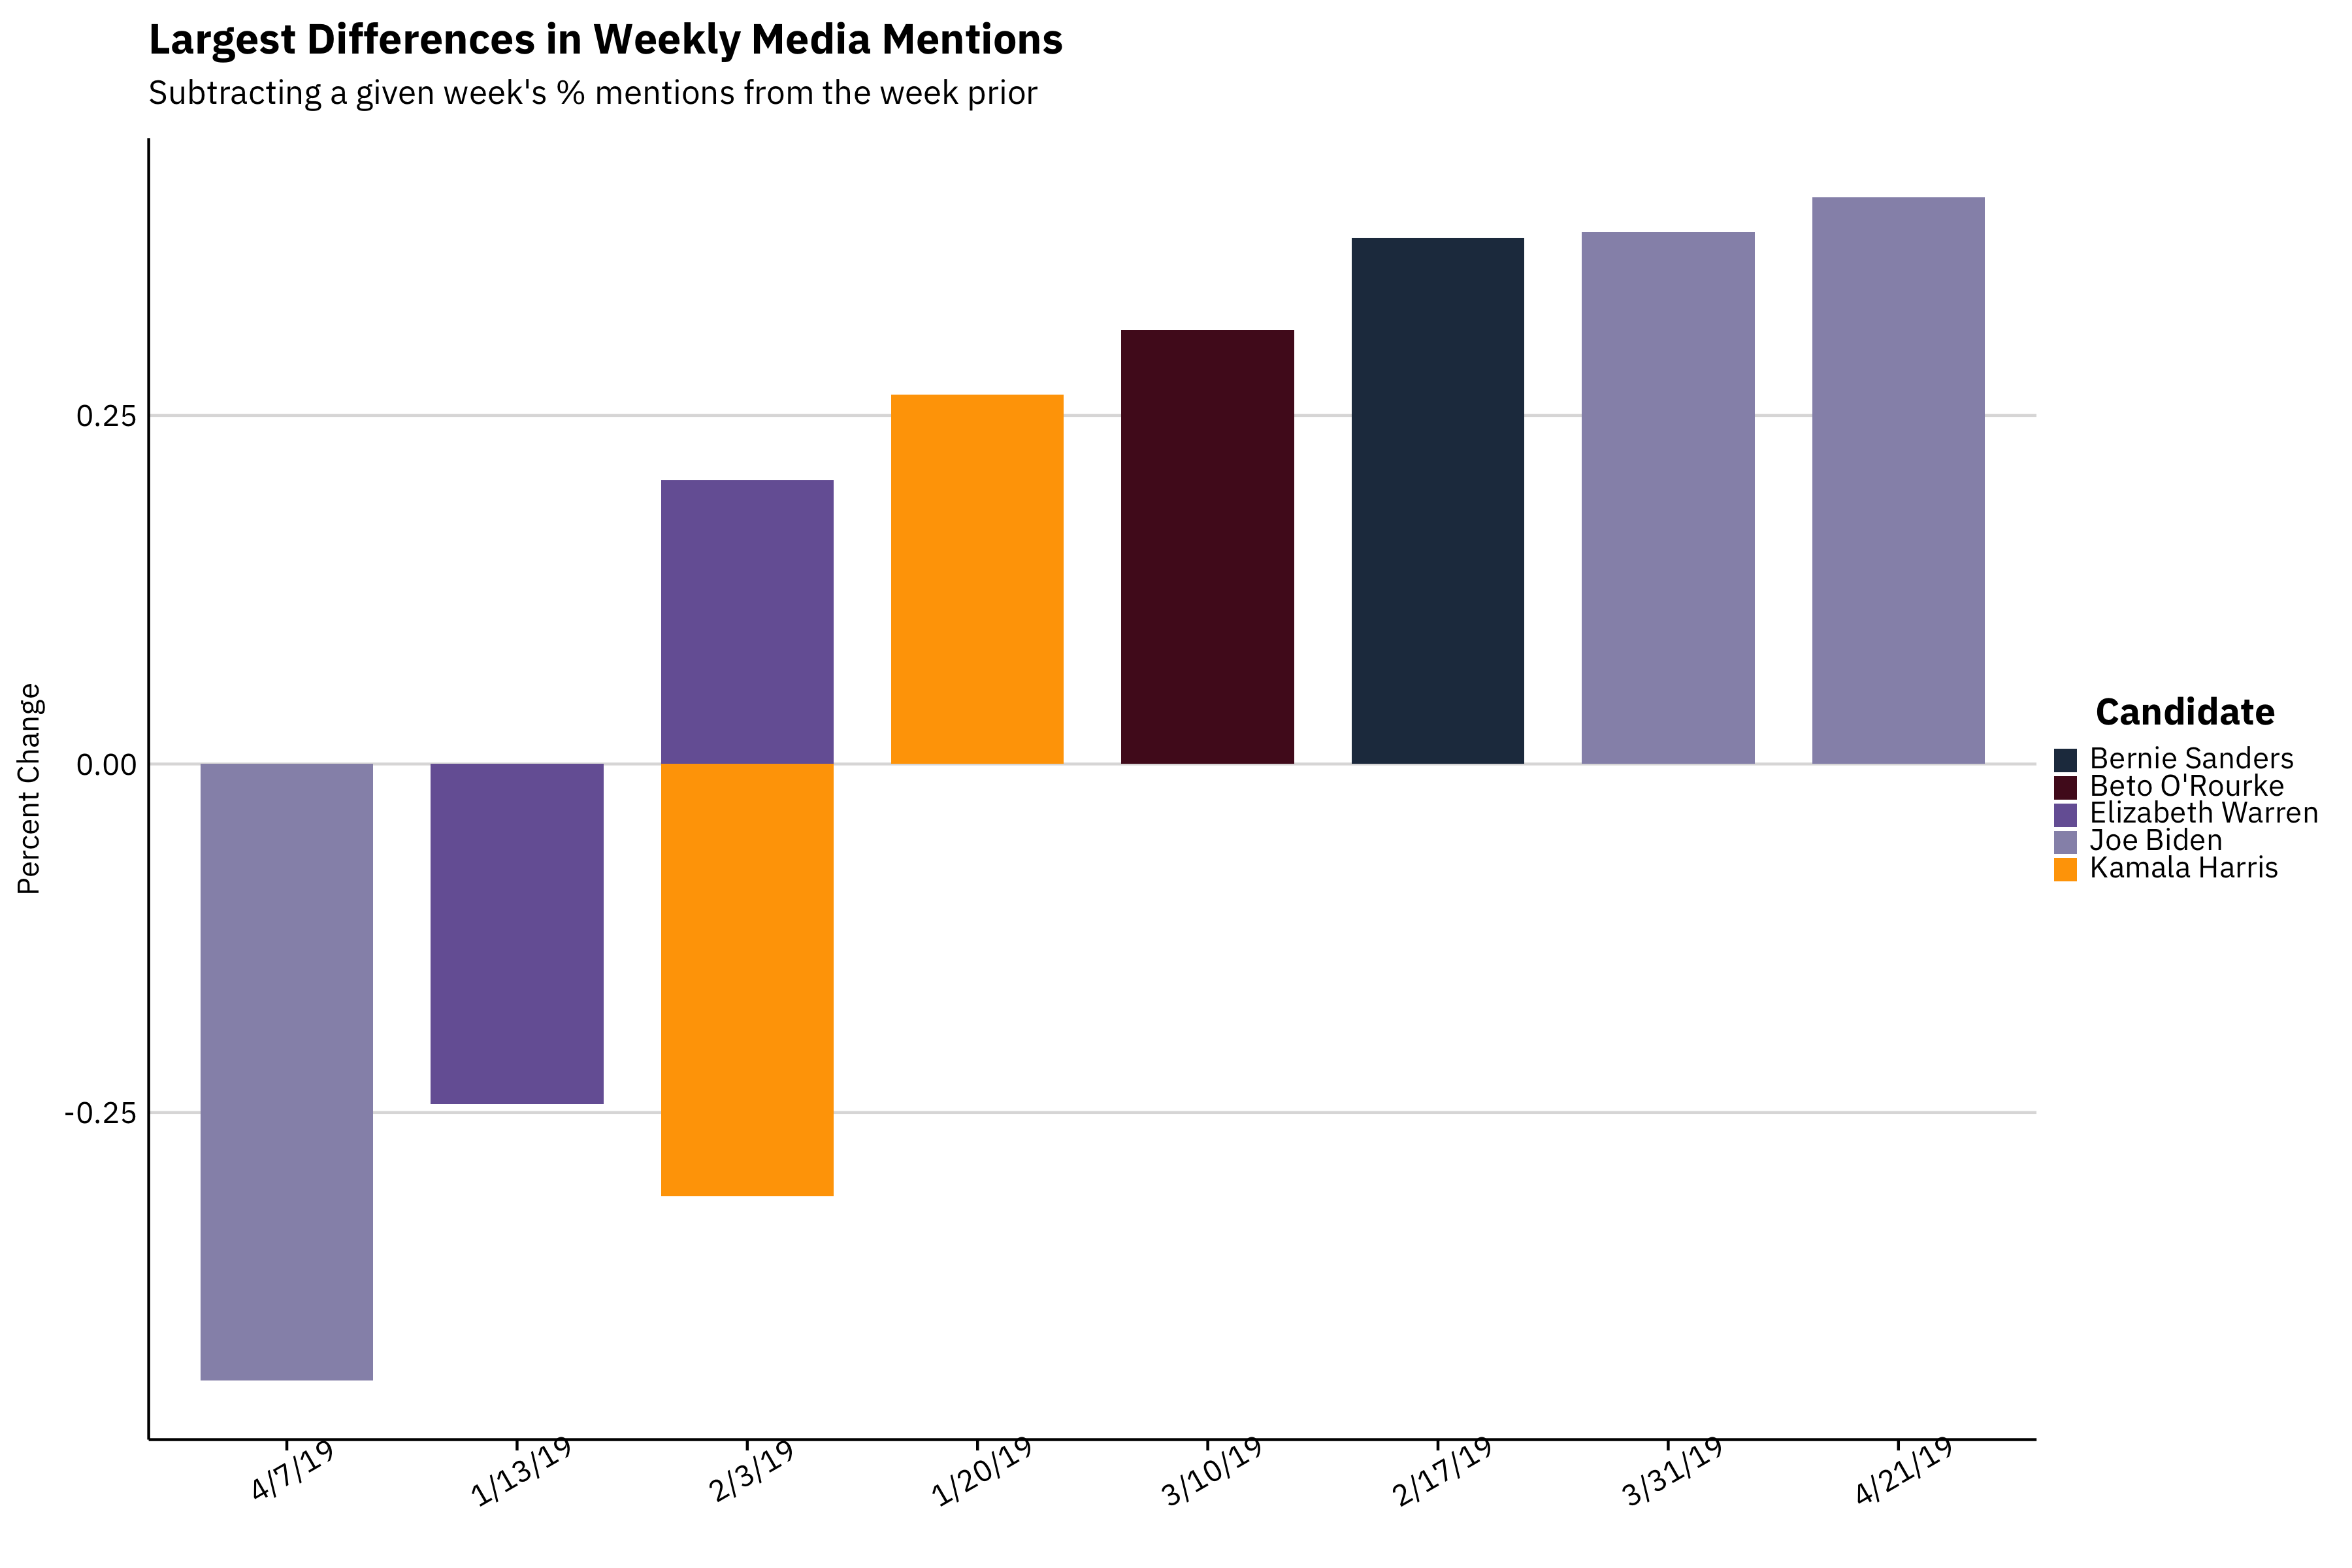 Largest Differences in Weekly Media Mentions
Subtracting a given week's % mentions from the week prior
Percent Change
0.25
0.00
-0.25
4/7/19
1/13/19
2/3/19
1/20/19
3/10/19
2/17/19
3/31/19
4/21/19
Candidate
Bernie Sanders
Beto O'Rourke
Elizabeth Warren
Joe Biden
Kamala Harris